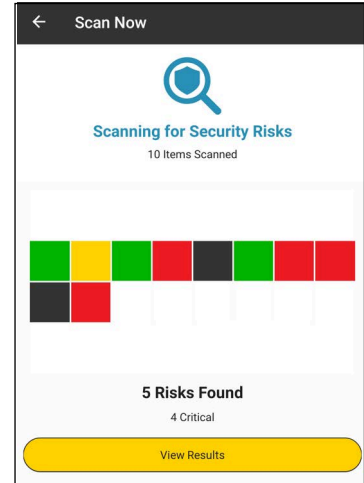 Scan Now
Scanning for Security Risks
10 Items Scanned
5 Risks Found
4 Critical
View Results